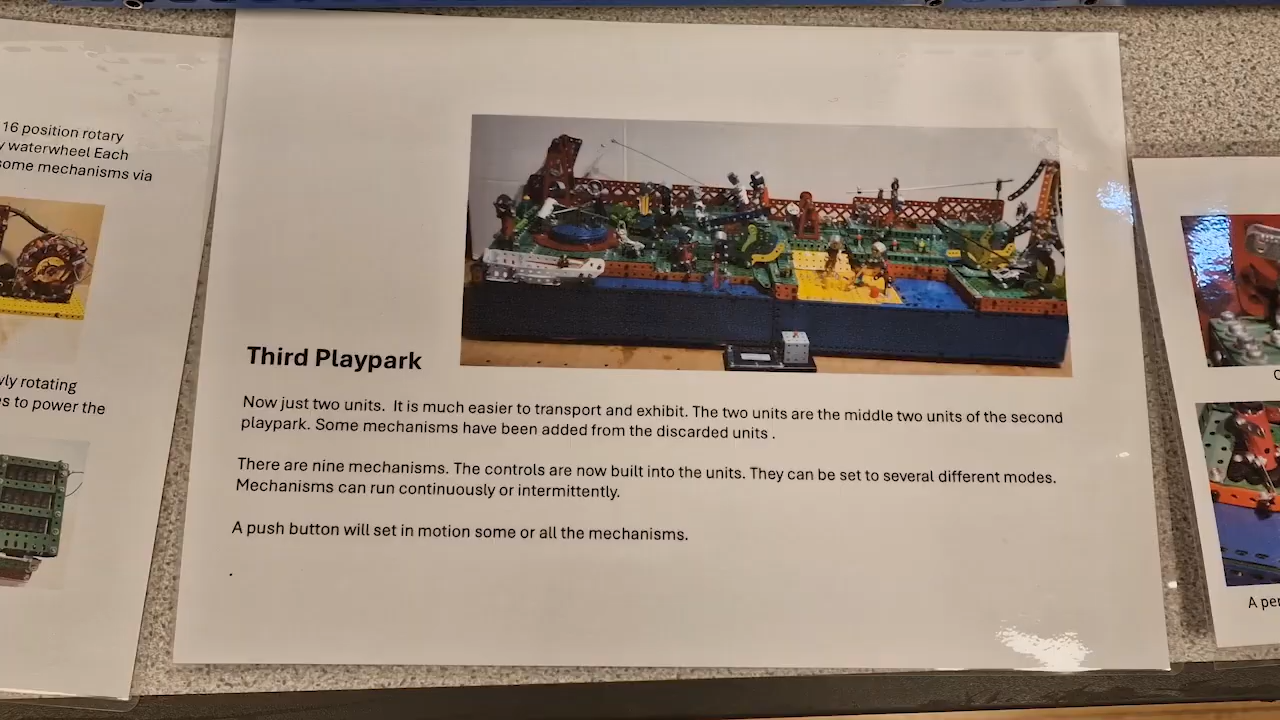 16 position rotary
waterwheel Each
some mechanisms via
rotating
to power the
Third Playpark
Now just two units. It is much easier to transport and exhibit. The two units are the middle two units of the second
playpark. Some mechanisms have been added from the discarded units .
There are nine mechanisms. The controls are now built into the units. They can be set to several different modes.
Mechanisms can run continuously or intermittently.
A push button will set in motion some or all the mechanisms.
.
A